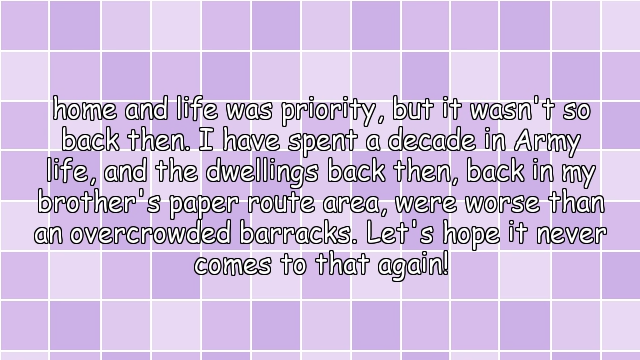 home and life was priority, but it wasn't so
back then. I have spent a decade in Army
life, and the dwellings back then, back in my
brother's paper route area, were worse than
an overcrowded barracks. Let's hope it never
comes to that again!